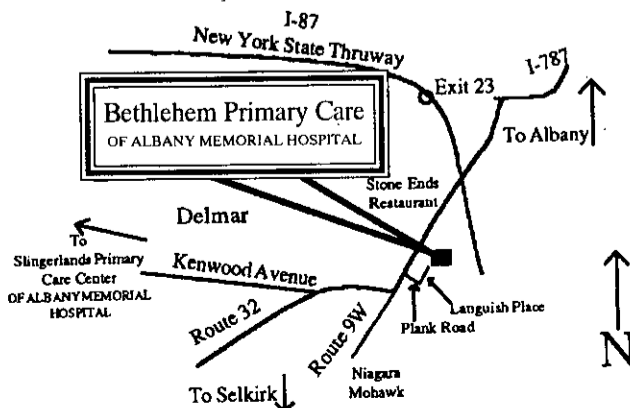 I-87
New York State Thruway
I-787
Exit 23
Bethlehem Primary Care
OF ALBANY MEMORIAL HOSPITAL
To Albany
Stone Ends
Restaurant
Delmar
To
Slingerlands Primary
Care Center
OF ALBANY MEMORIAL
HOSPITAL
Kenwood Avenue
Languish Place
Plank Road
Route 32
Route 9W
Niagara
Mohawk
To Selkirk
N